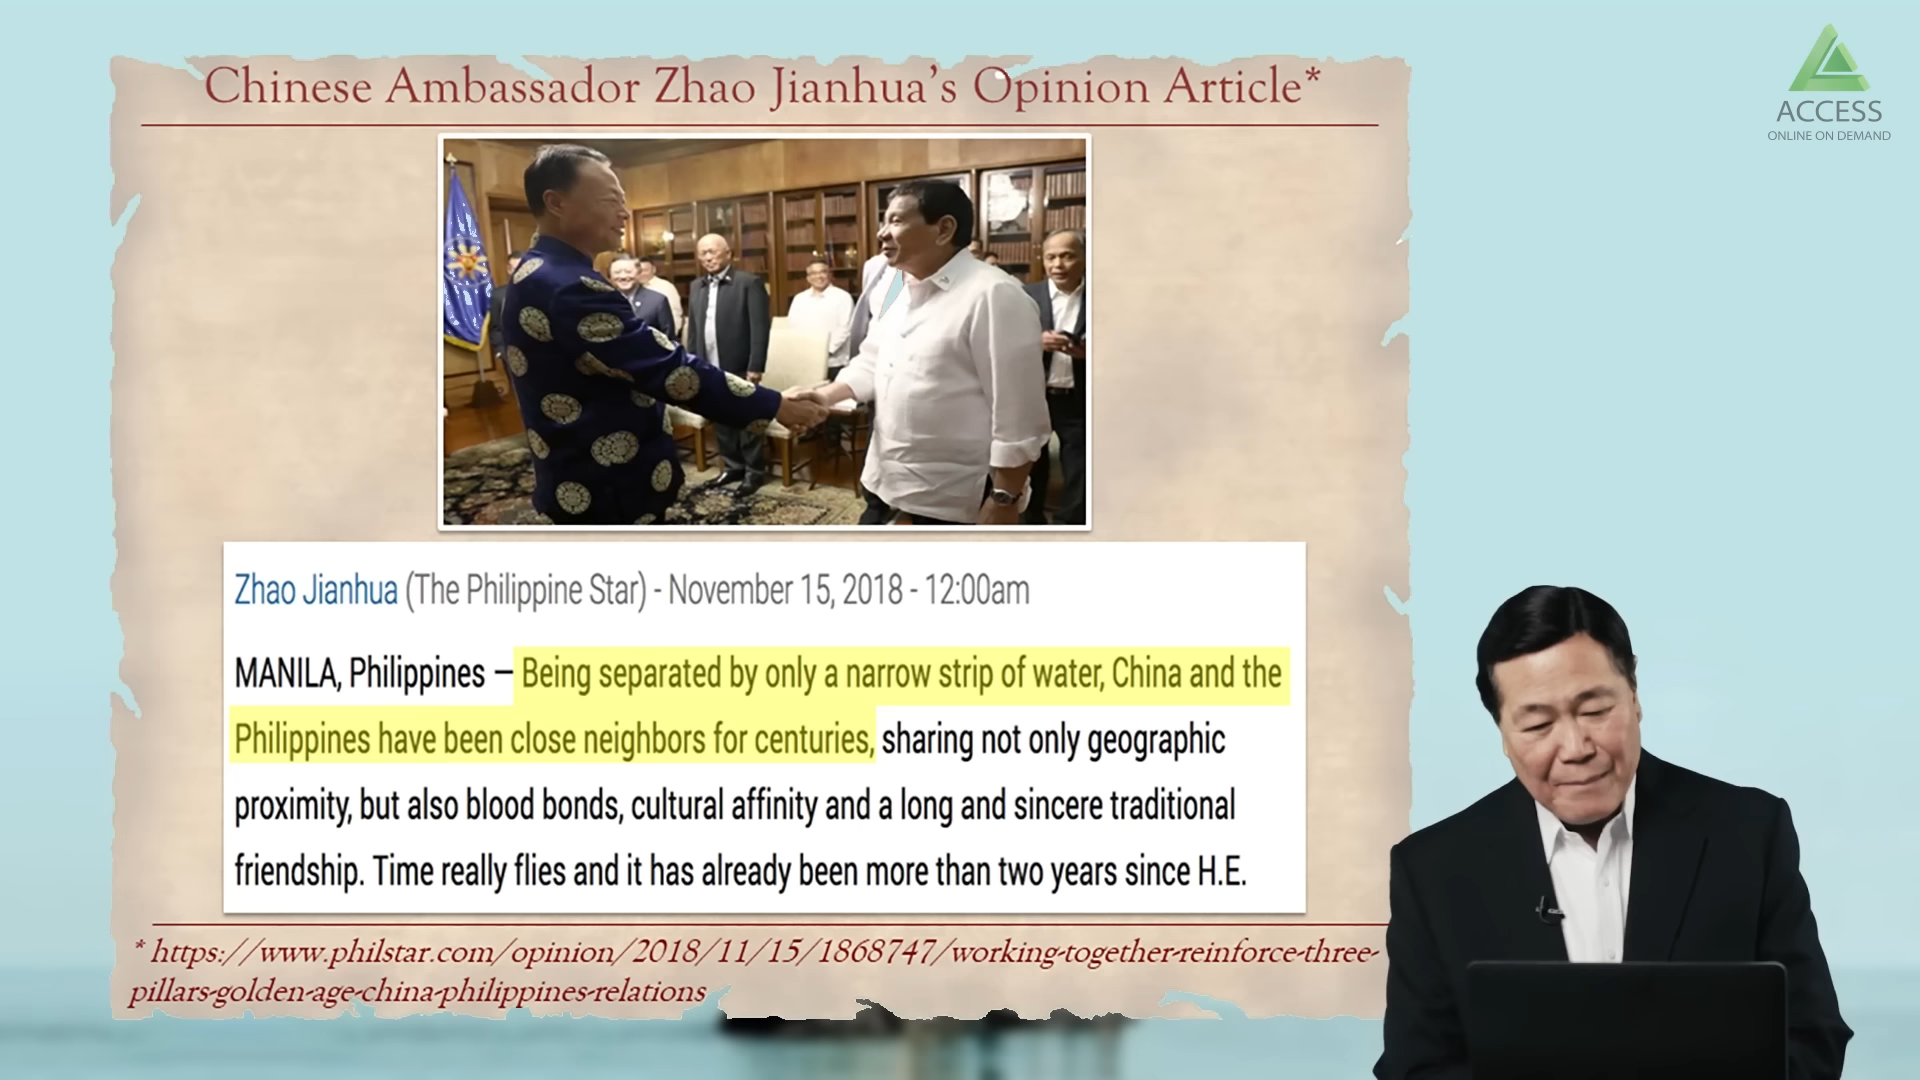 Chinese Ambassador Zhao Jianhua's Opinion Article*
ACCESS
ONLINE ON DEMAND
Zhao Jianhua (The Philippine Star) - November 15, 2018 - 12:00am
MANILA, Philippines — Being separated by only a narrow strip of water, China and the
Philippines have been close neighbors for centuries, sharing not only geographic
proximity, but also blood bonds, cultural affinity and a long and sincere traditional
friendship. Time really flies and it has already been more than two years since H.E.
* https://www.philstar.com/opinion/2018/11/15/1868747/working-together-reinforce-three-
pillars-golden-age-china-philippines-relations